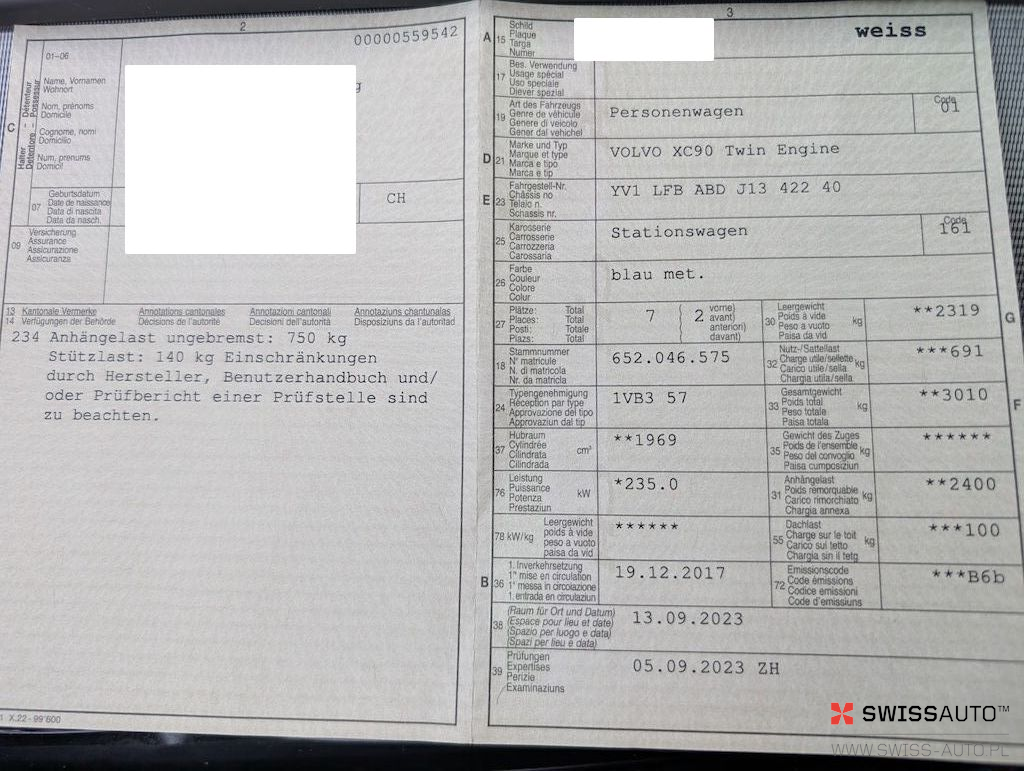 2
00000559542
01-06
Halter - Détenteur
Detentore - Possessur
C
Name, Vornamen
Wohnort
Nom, prénoms
Domicile
Cognome, nomi
Domicilio
Num, prenums
Domicil
07
Geburtsdatum
Date de naissance
Data di nascita
Data da nasch.
CH
09
Versicherung
Assurance
Assicurazione
Assicuranza
13 Kantonale Vermerke
Annotations cantonales
Annotazioni cantonali
Annotaziuns chantunalas
14 Verfügungen der Behörde
Décisions de l'autorité
Decisioni dell'autorità
Disposiziuns da l'autoritad
234 Anhängelast ungebremst: 750 kg
Stützlast: 140 kg Einschränkungen
durch Hersteller, Benutzerhandbuch und/
oder Prüfbericht einer Prüfstelle sind
zu beachten.
X.22 - 99'600
3
A
15
Schild
Plaque
Targa
Numer
weiss
17
Bes. Verwendung
Usage spécial
Uso speciale
Diever spezial
19
Art des Fahrzeugs
Genre de véhicule
Genere di veicolo
Gener dal vehichel
Personenwagen
Code
01
D
21
Marke und Typ
Marque et type
Marca e tipo
Marca e tip
VOLVO XC90 Twin Engine
E
23
Fahrgestell-Nr.
Châssis no
Telaio n.
Schassis nr.
YV1 LFB ABD J13 422 40
25
Karosserie
Carrosserie
Carrozzeria
Carossaria
Stationswagen
Code
161
26
Farbe
Couleur
Colore
Colur
blau met.
27
Plätze: Total
Places: Total
Posti: Totale
Plazs: Total
7
2
vorne)
avant)
anteriori)
davant)
30
Leergewicht
Poids à vide
Peso a vuoto
Paisa da vid
kg
**2319
G
18
Stammnummer
N° matricule
N. di matricola
Nr. da matricla
652.046.575
32
Nutz-/Sattellast
Charge utile/sellette
Carico utile/sella
Chargia utila/sella
kg
***691
24
Typengenehmigung
Réception par type
Approvazione del tipo
Approvaziun dal tip
1VB3 57
33
Gesamtgewicht
Poids total
Peso totale
Paisa totala
kg
**3010
F
37
Hubraum
Cylindrée
Cilindrata
Cilindrada
cm³
**1969
35
Gewicht des Zuges
Poids de l'ensemble
Peso del convoglio
Paisa cumposiziun
kg
******
76
Leistung
Puissance
Potenza
Prestaziun
kW
*235.0
31
Anhängelast
Poids remorquable
Carico rimorchiato
Chargia annexa
kg
**2400
78 kW/kg
Leergewicht
poids à vide
peso a vuoto
paisa da vid
******
55
Dachlast
Charge sur le toit
Carico sul tetto
Chargia sin il tetg
kg
***100
B
36
1. Inverkehrsetzung
1re mise en circulation
1a messa in circolazione
1. entrada en circulaziun
19.12.2017
72
Emissionscode
Code émissions
Codice emissioni
Code d'emissiuns
***B6b
38
(Raum für Ort und Datum)
(Espace pour lieu et date)
(Spazio per luogo e data)
(Spazi per lieu e data)
13.09.2023
39
Prüfungen
Expertises
Perizie
Examinaziuns
05.09.2023 ZH
SWISSAUTO™
WWW.SWISS-AUTO.PL